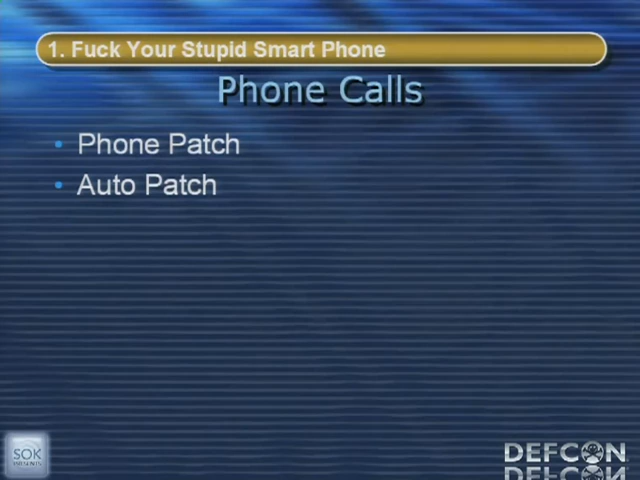 1. Fuck Your Stupid Smart Phone
Phone Calls
• Phone Patch
• Auto Patch
SOK
DEFCON